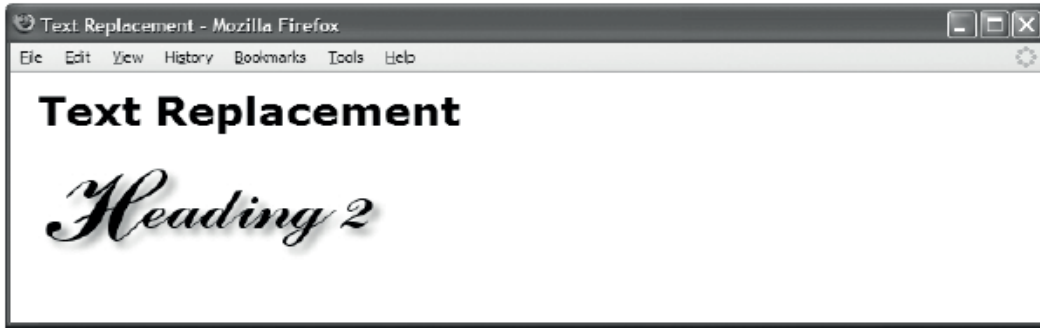 Text Replacement - Mozilla Firefox
File Edit View History Bookmarks Tools Help
Text Replacement
Heading 2